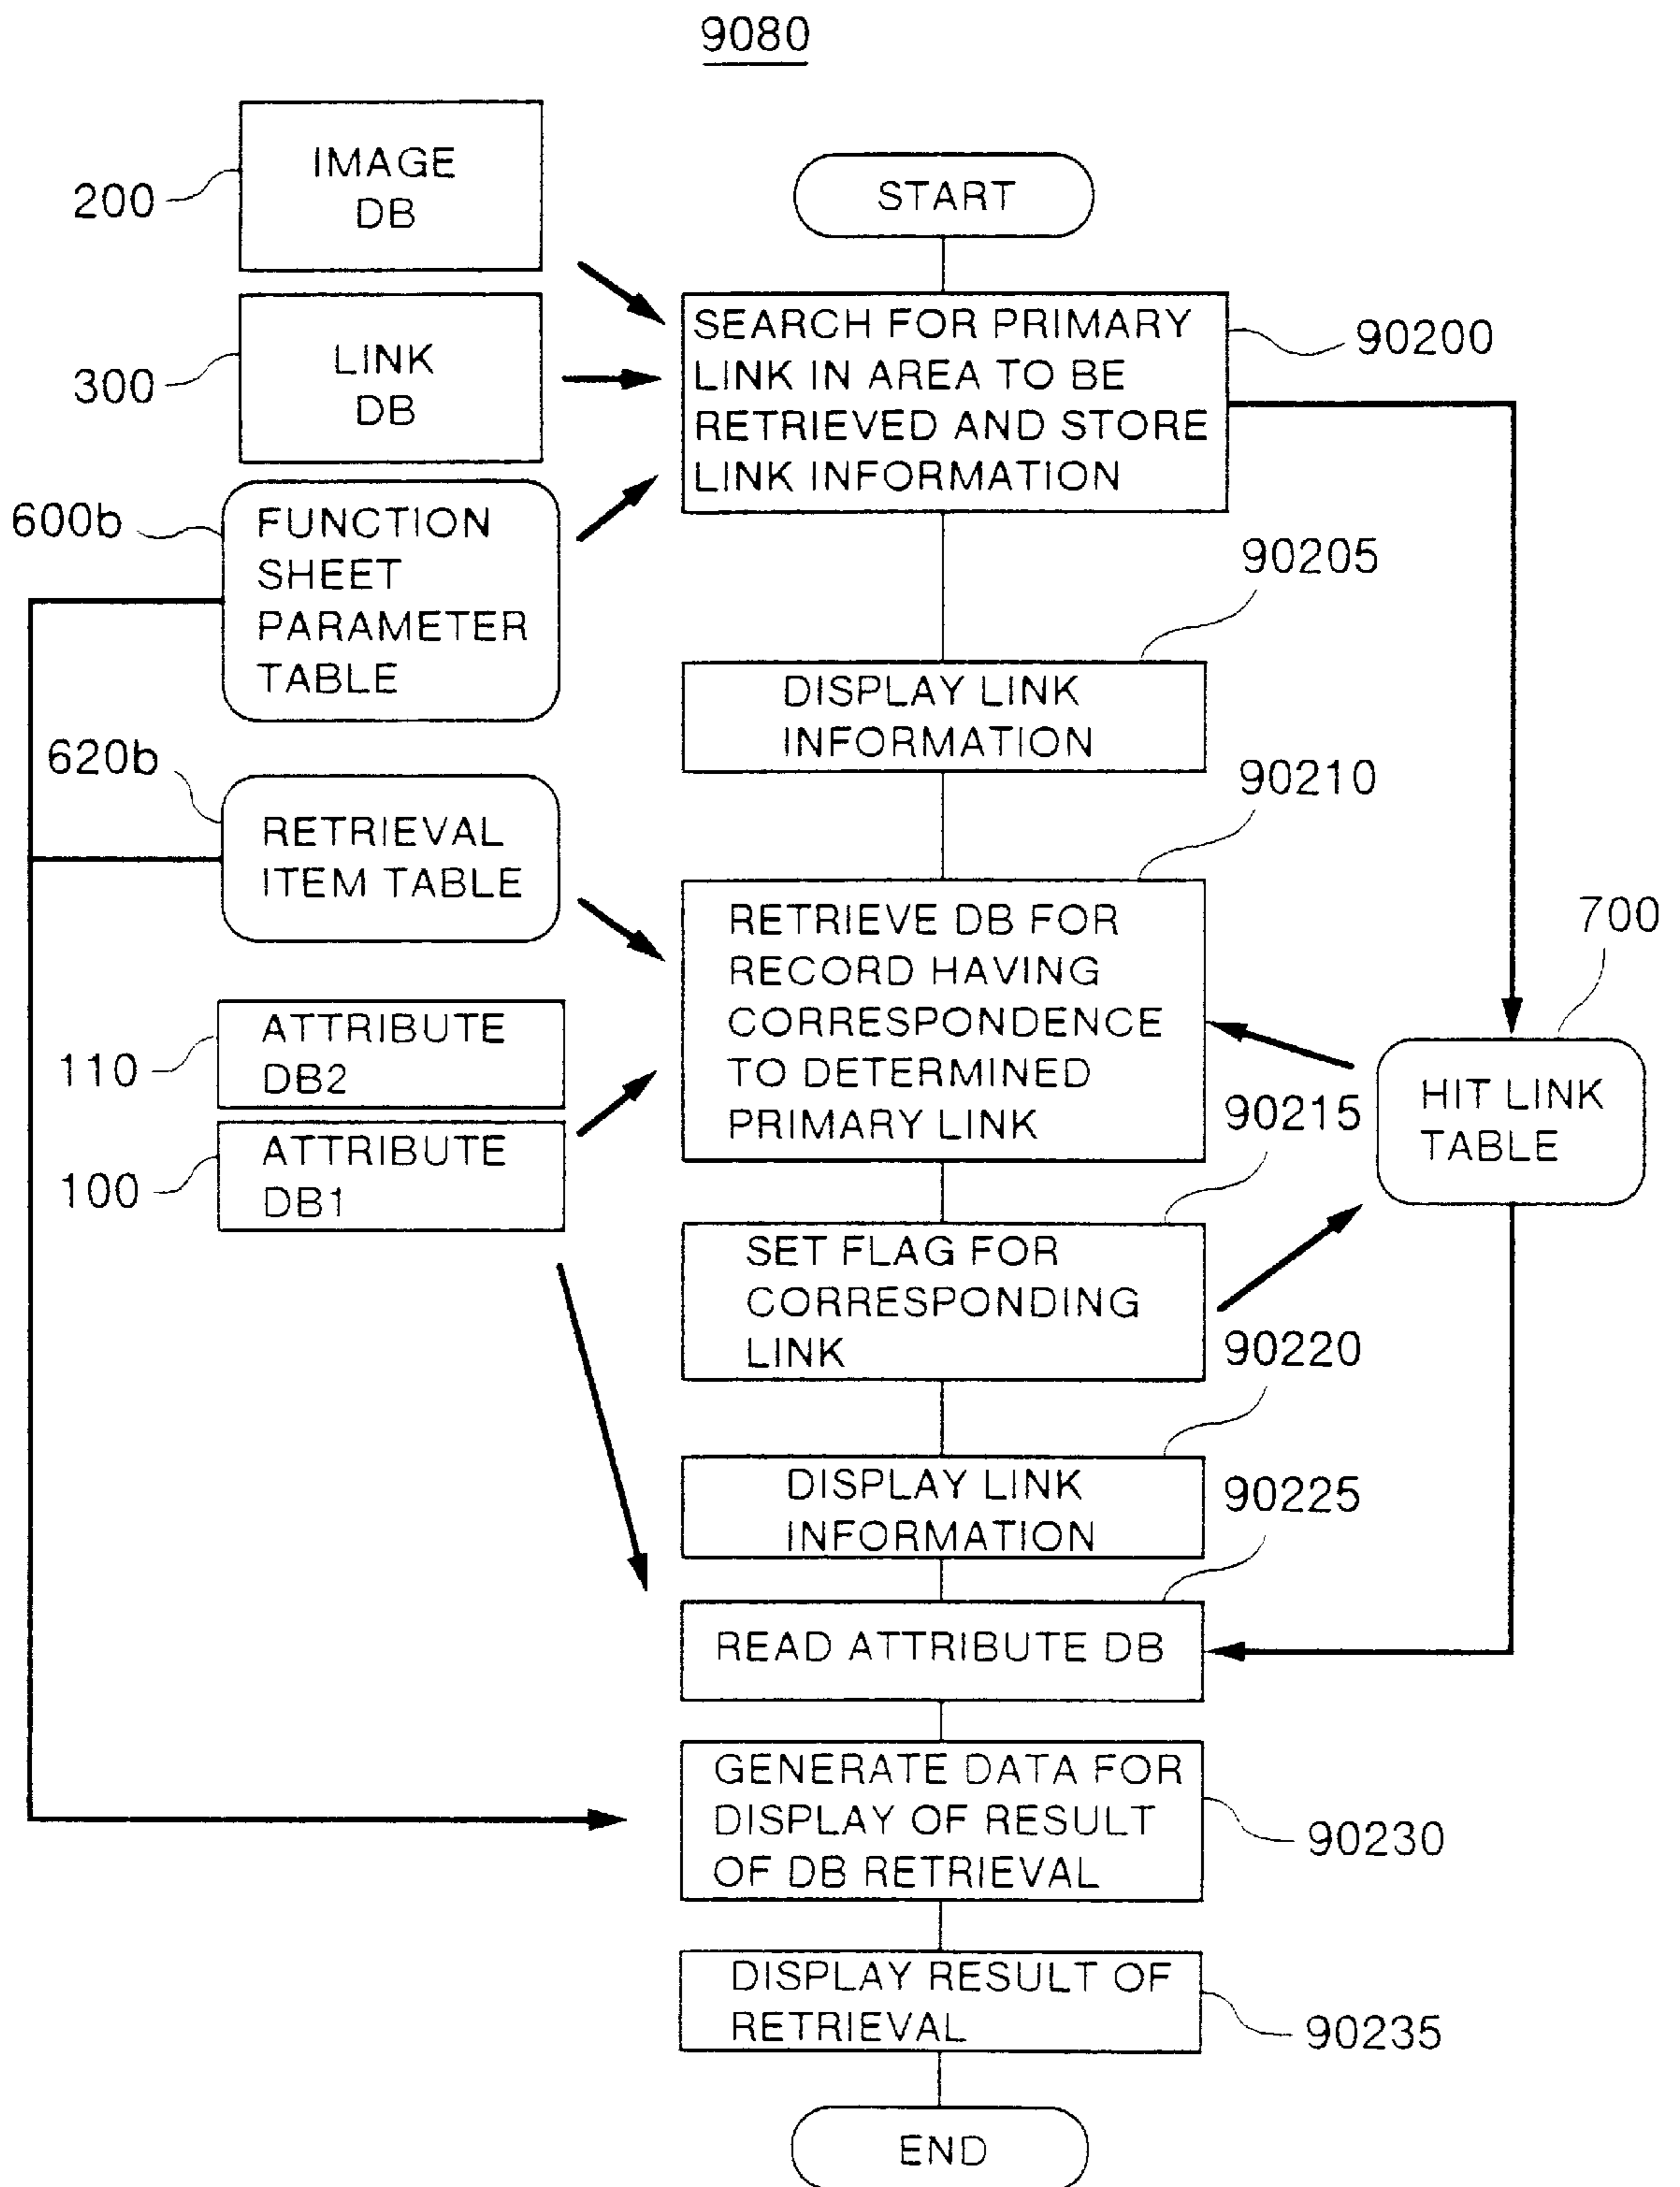 9080
IMAGE
DB
200
START
LINK
DB
300
SEARCH FOR PRIMARY
LINK IN AREA TO BE
RETRIEVED AND STORE
LINK INFORMATION
90200
600b
FUNCTION
SHEET
PARAMETER
TABLE
90205
DISPLAY LINK
INFORMATION
620b
RETRIEVAL
ITEM TABLE
90210
RETRIEVE DB FOR
RECORD HAVING
CORRESPONDENCE
TO DETERMINED
PRIMARY LINK
700
HIT LINK
TABLE
110
ATTRIBUTE
DB2
100
ATTRIBUTE
DB1
90215
SET FLAG FOR
CORRESPONDING
LINK
90220
DISPLAY LINK
INFORMATION
90225
READ ATTRIBUTE DB
GENERATE DATA FOR
DISPLAY OF RESULT
OF DB RETRIEVAL
90230
DISPLAY RESULT OF
RETRIEVAL
90235
END